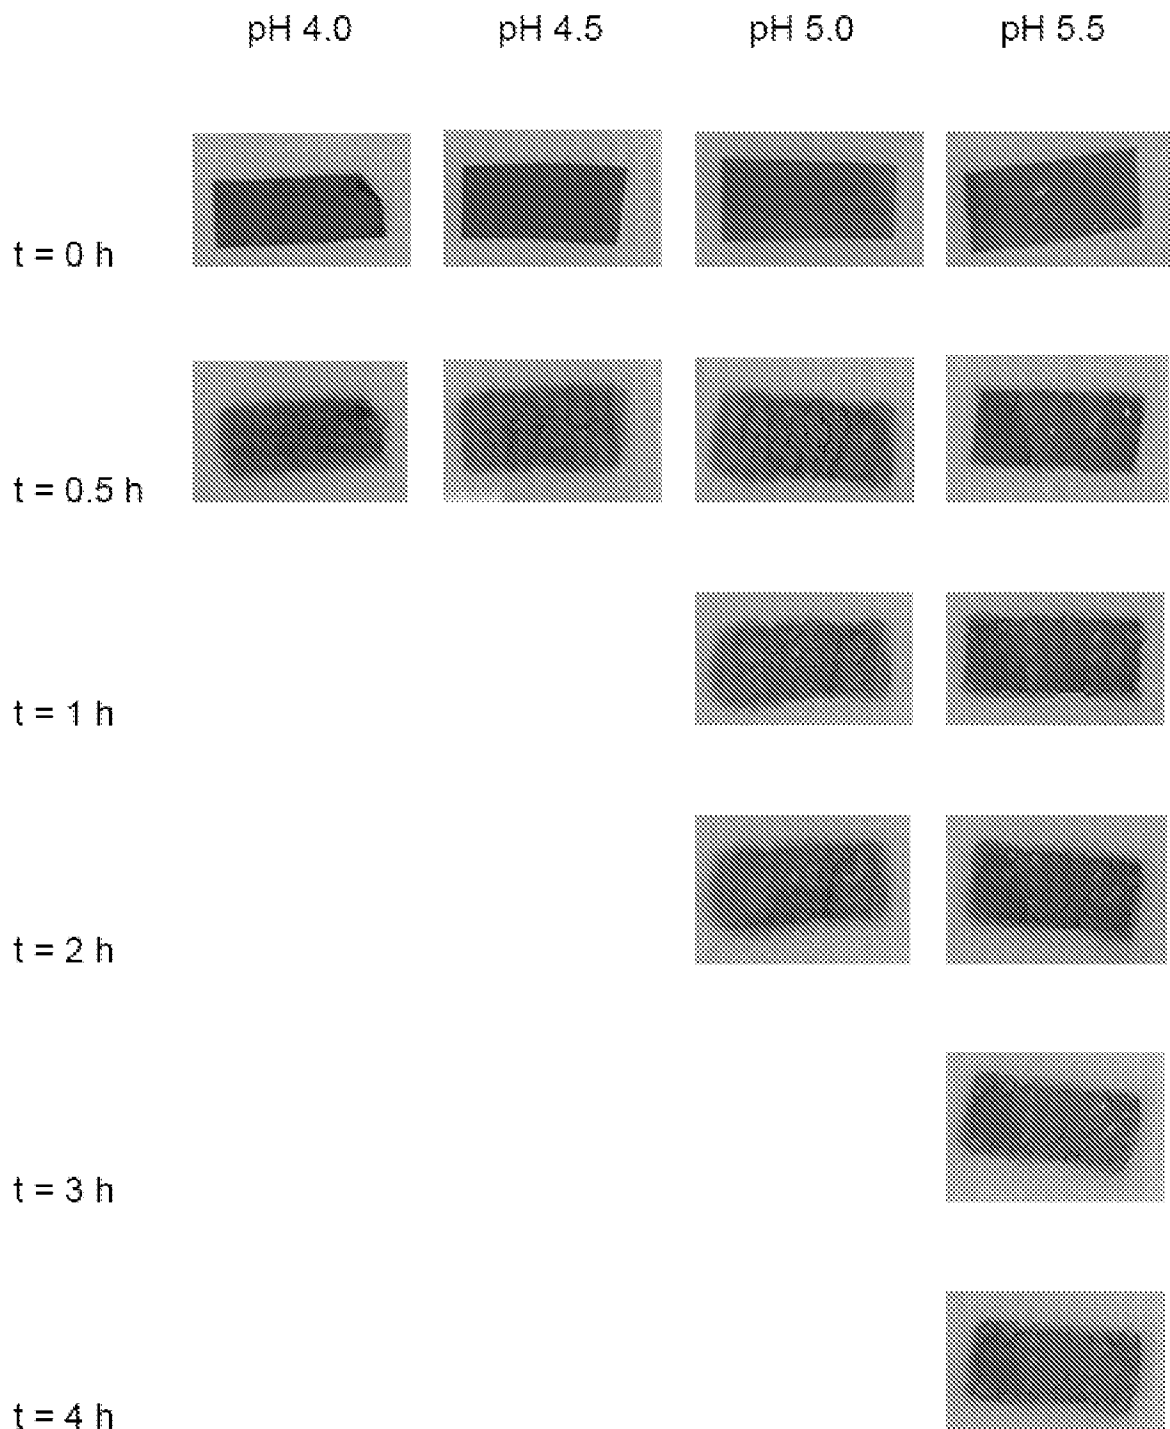 pH 4.0 pH 4.5 pH 5.0 pH 5.5
t = 0 h
t = 0.5 h
t = 1 h
t = 2 h
t = 3 h
t = 4 h